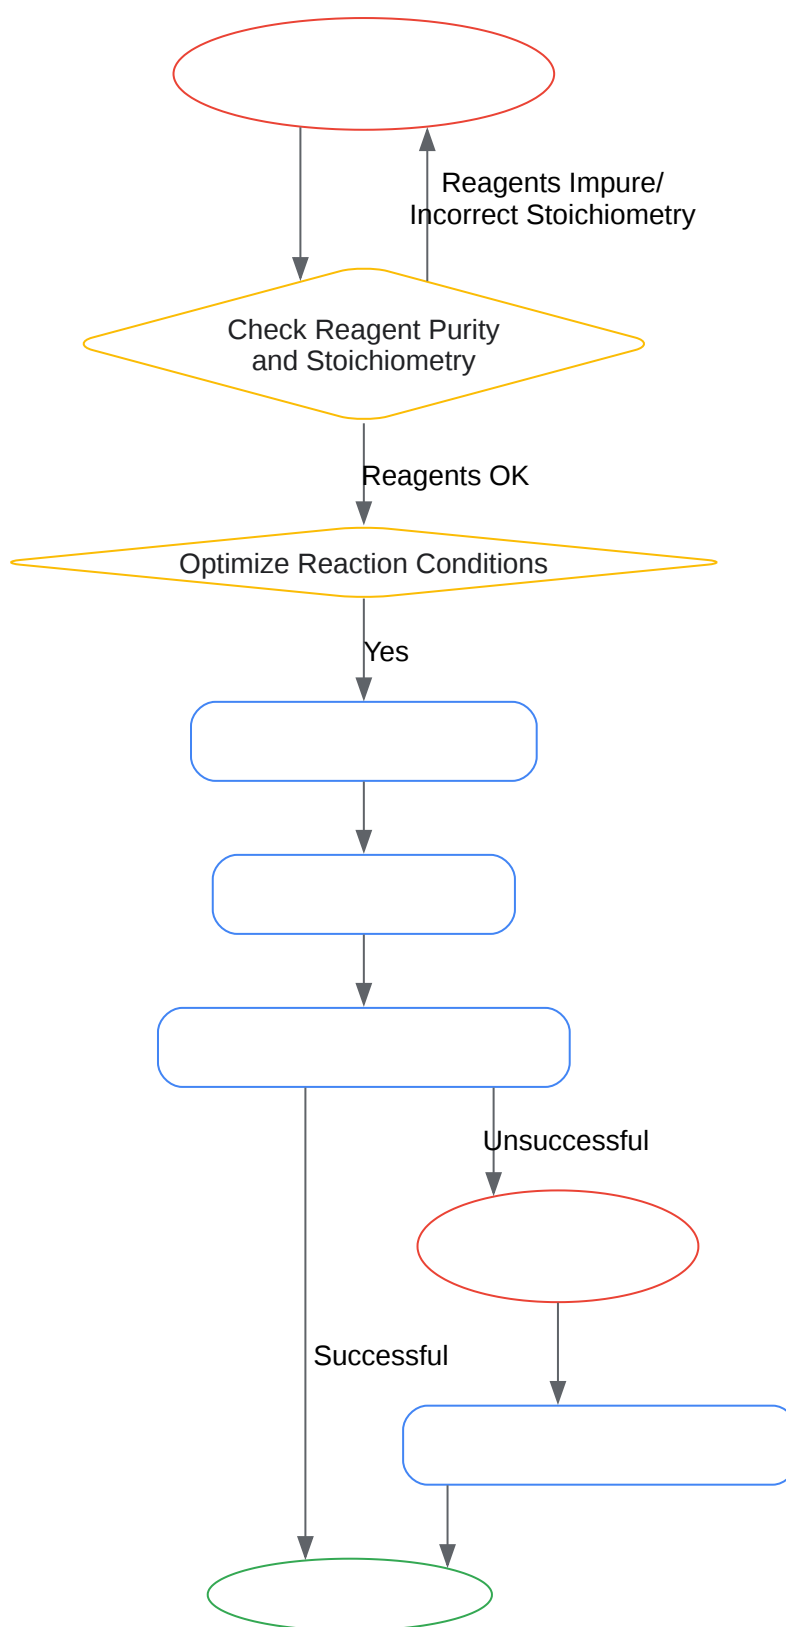 Reagents Impure/
Incorrect Stoichiometry
Check Reagent Purity
and Stoichiometry
Reagents OK
Optimize Reaction Conditions
Yes
Unsuccessful
Successful